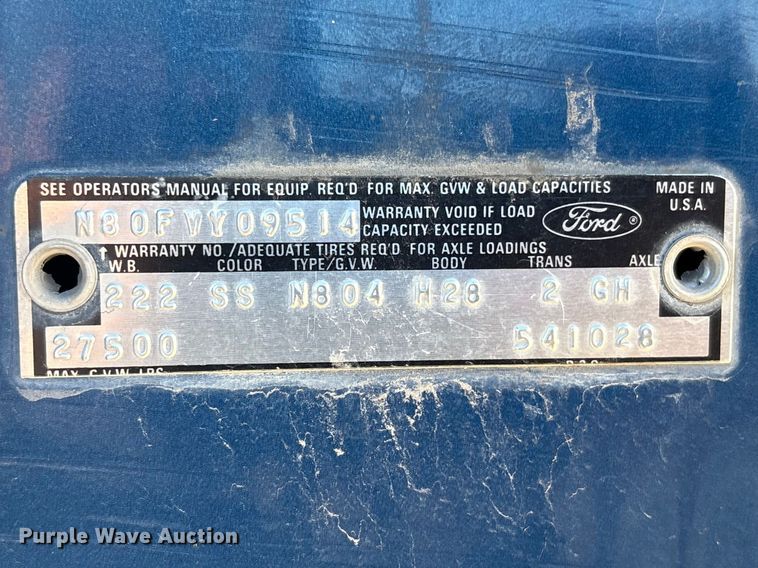 SEE OPERATORS MANUAL FOR EQUIP. REQ'D FOR MAX. GVW & LOAD CAPACITIES
MADE IN U.S.A.
N80FVY09514
WARRANTY VOID IF LOAD CAPACITY EXCEEDED
Ford ®
↑ WARRANTY NO./ADEQUATE TIRES REQ'D FOR AXLE LOADINGS
W.B. COLOR TYPE/G.V.W. BODY TRANS AXLE
222 SS N804 H28 2 GH
27500 541028
MAX. G.V.W. LBS.
Purple Wave Auction